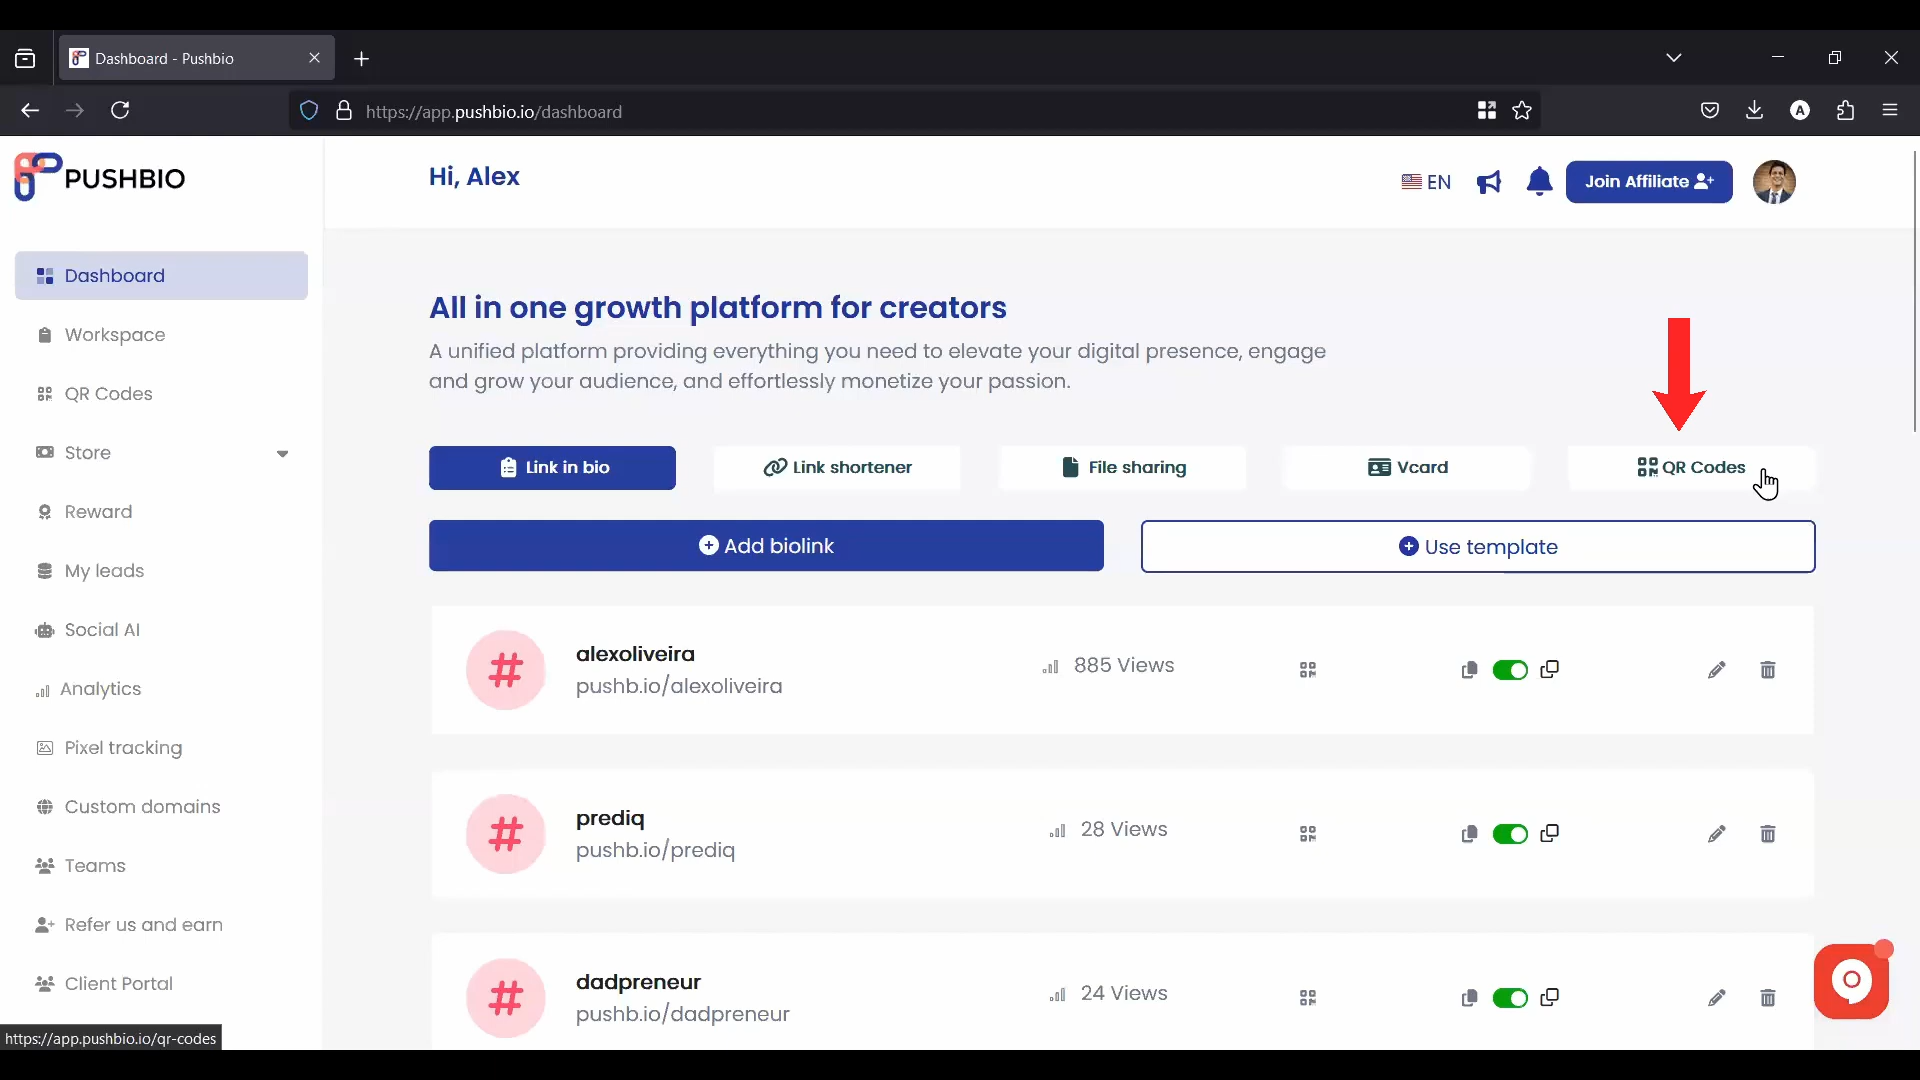 Dashboard - Pushbio
https://app.pushbio.io/dashboard
A
PUSHBIO
Hi, Alex
EN
Join Affiliate
Dashboard
Workspace
QR Codes
Store
Reward
My leads
Social AI
Analytics
Pixel tracking
Custom domains
Teams
Refer us and earn
Client Portal
All in one growth platform for creators
A unified platform providing everything you need to elevate your digital presence, engage
and grow your audience, and effortlessly monetize your passion.
Link in bio
Link shortener
File sharing
Vcard
QR Codes
Add biolink
Use template
#
alexoliveira
pushb.io/alexoliveira
885 Views
#
prediq
pushb.io/prediq
28 Views
#
dadpreneur
pushb.io/dadpreneur
24 Views
https://app.pushbio.io/qr-codes